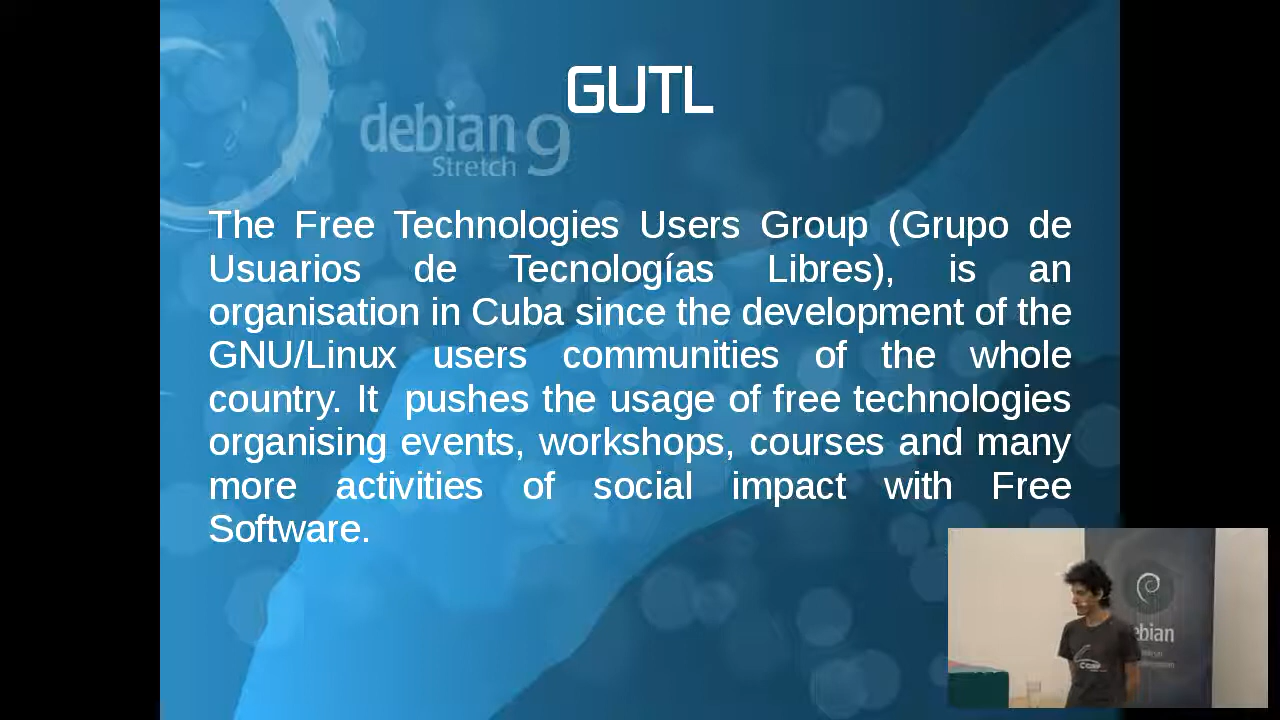 GUTL
debian 9
Stretch
The Free Technologies Users Group (Grupo de
Usuarios de Tecnologías Libres), is an
organisation in Cuba since the development of the
GNU/Linux users communities of the whole
country. It pushes the usage of free technologies
organising events, workshops, courses and many
more activities of social impact with Free
Software.
ebian